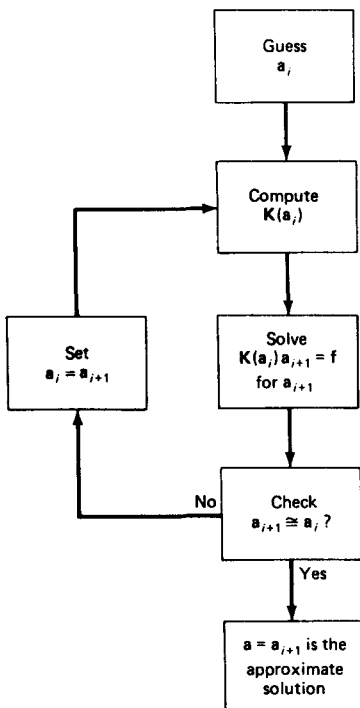 Guess
a_i
Compute
K(a_i)
Solve
K(a_i) a_{i+1} = f
for a_{i+1}
Set
a_i = a_{i+1}
No
Check
a_{i+1} ≅ a_i ?
Yes
a = a_{i+1} is the
approximate
solution